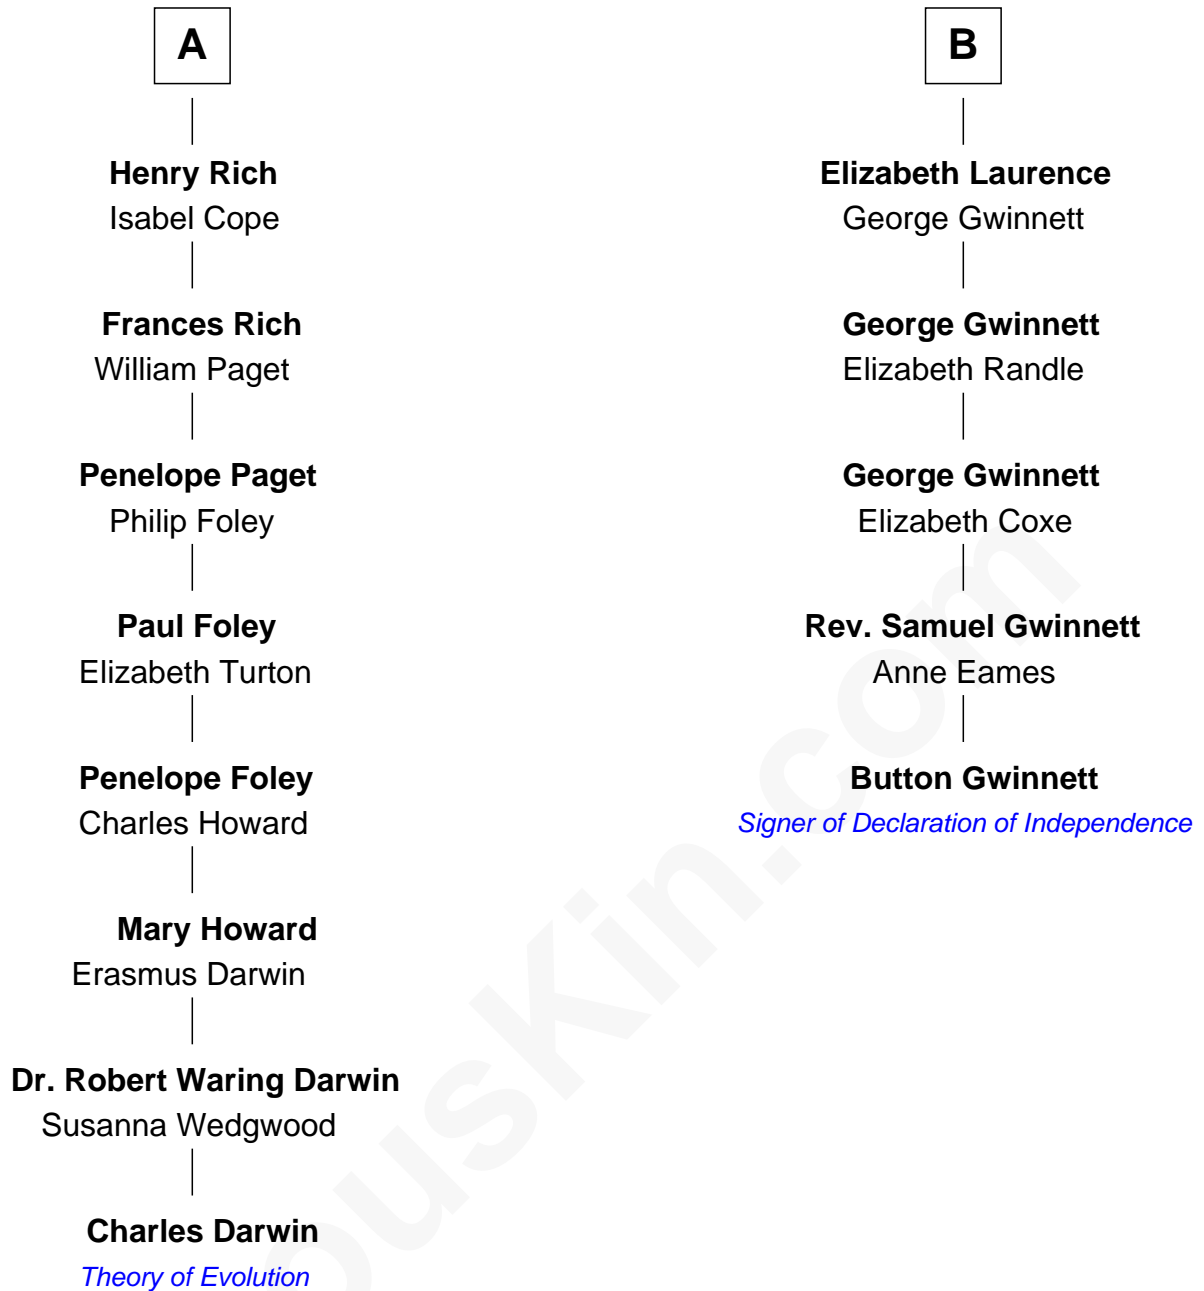 A
Henry Rich
Isabel Cope
Frances Rich
William Paget
Penelope Paget
Philip Foley
Paul Foley
Elizabeth Turton
Penelope Foley
Charles Howard
Mary Howard
Erasmus Darwin
Dr. Robert Waring Darwin
Susanna Wedgwood
Charles Darwin
Theory of Evolution
B
Elizabeth Laurence
George Gwinnett
George Gwinnett
Elizabeth Randle
George Gwinnett
Elizabeth Coxe
Rev. Samuel Gwinnett
Anne Eames
Button Gwinnett
Signer of Declaration of Independence
ousKin.com